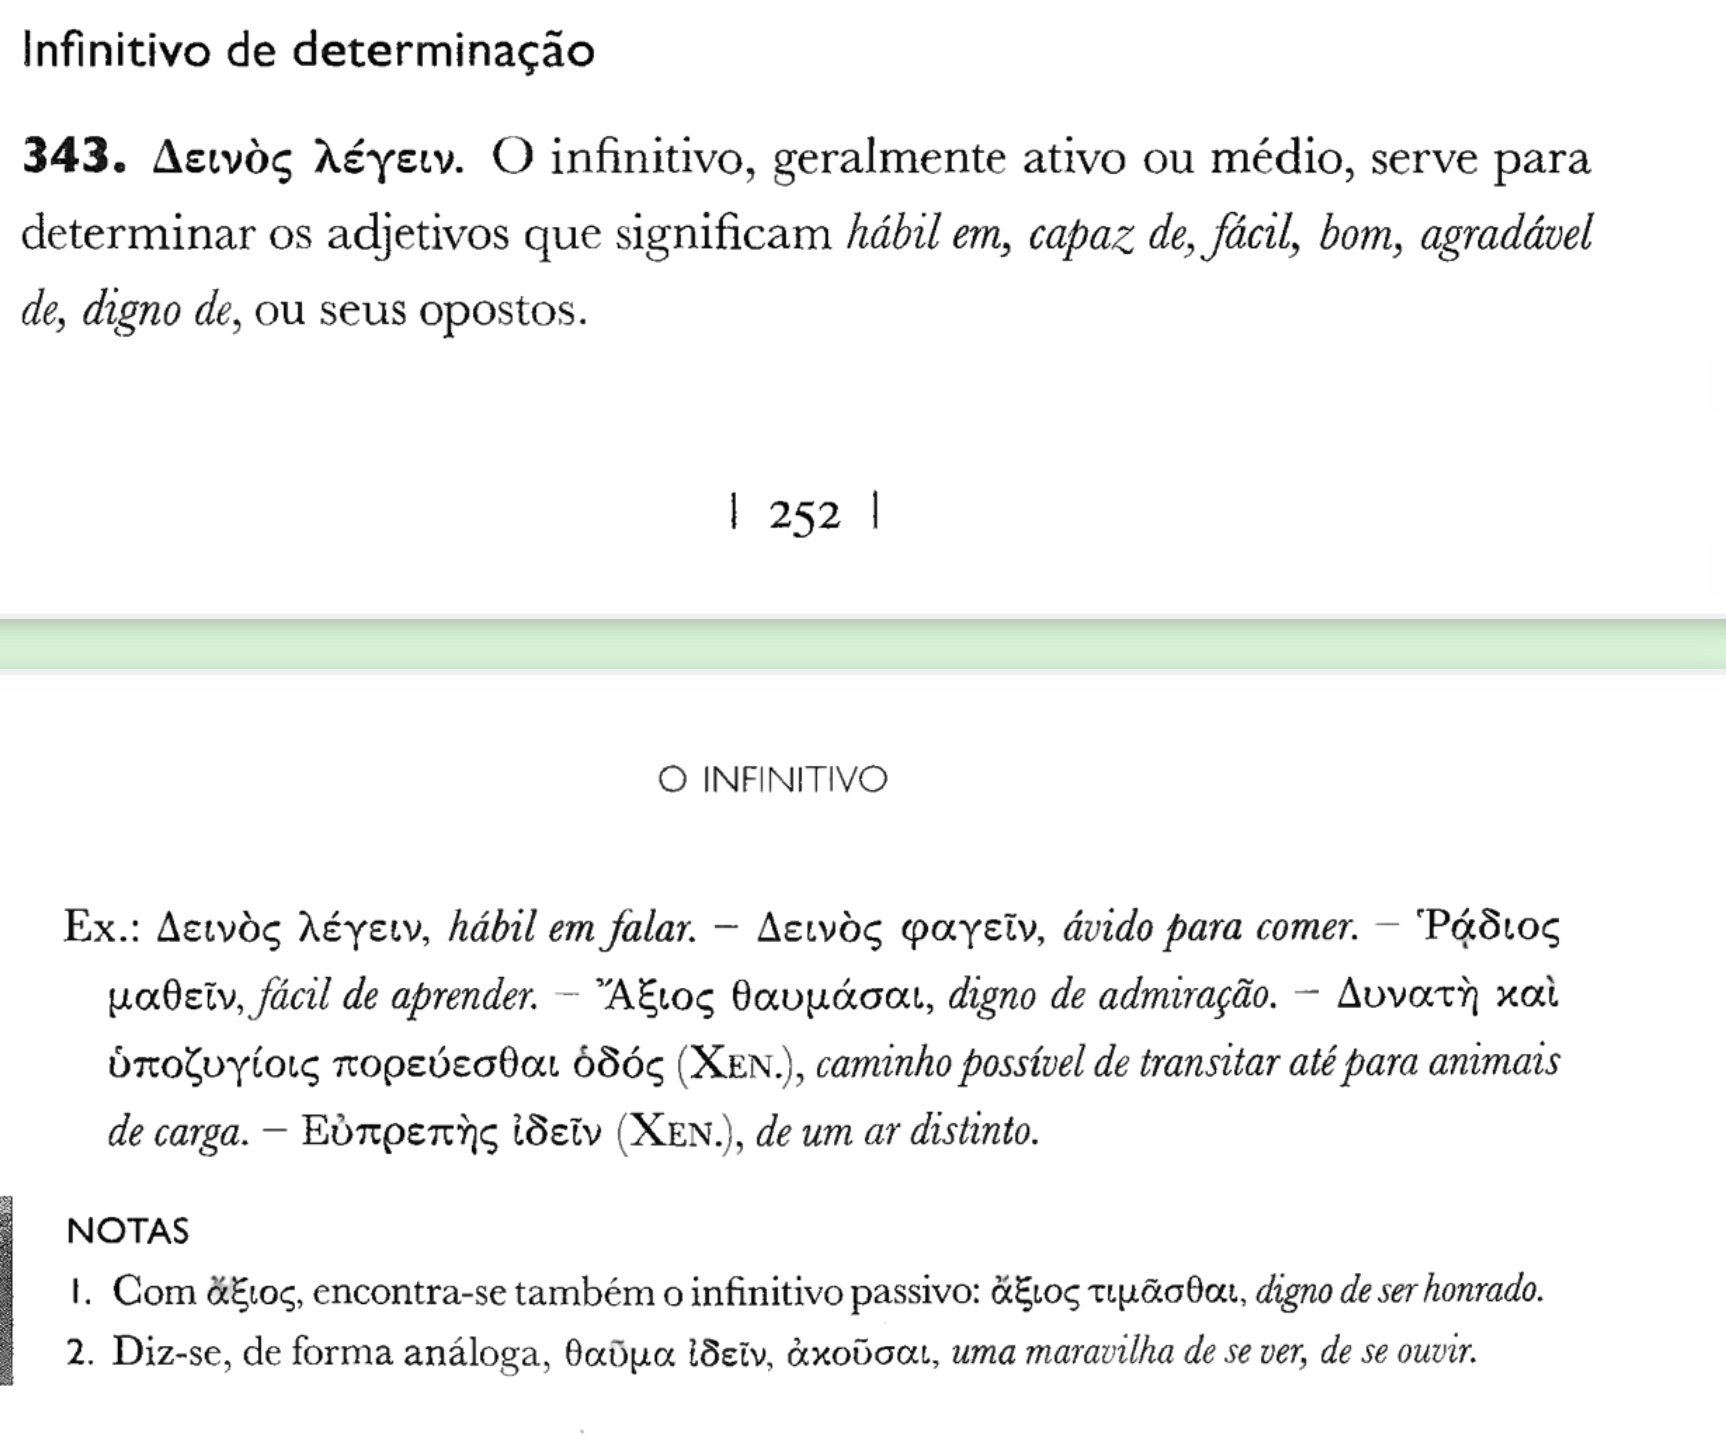 Infinitivo de determinação
343. Δεινὸς λέγειν. O infinitivo, geralmente ativo ou médio, serve para
determinar os adjetivos que significam hábil em, capaz de, fácil, bom, agradável
de, digno de, ou seus opostos.
| 252 |
O INFINITIVO
Ex.: Δεινὸς λέγειν, hábil em falar. – Δεινὸς φαγεῖν, ávido para comer. – Ῥᾴδιος
μαθεῖν, fácil de aprender. – Ἄξιος θαυμάσαι, digno de admiração. – Δυνατὴ καὶ
ὑποζυγίοις πορεύεσθαι ὁδός (XEN.), caminho possível de transitar até para animais
de carga. – Εὐπρεπὴς ἰδεῖν (XEN.), de um ar distinto.
NOTAS
1. Com ἄξιος, encontra-se também o infinitivo passivo: ἄξιος τιμᾶσθαι, digno de ser honrado.
2. Diz-se, de forma análoga, θαῦμα ἰδεῖν, ἀκοῦσαι, uma maravilha de se ver, de se ouvir.